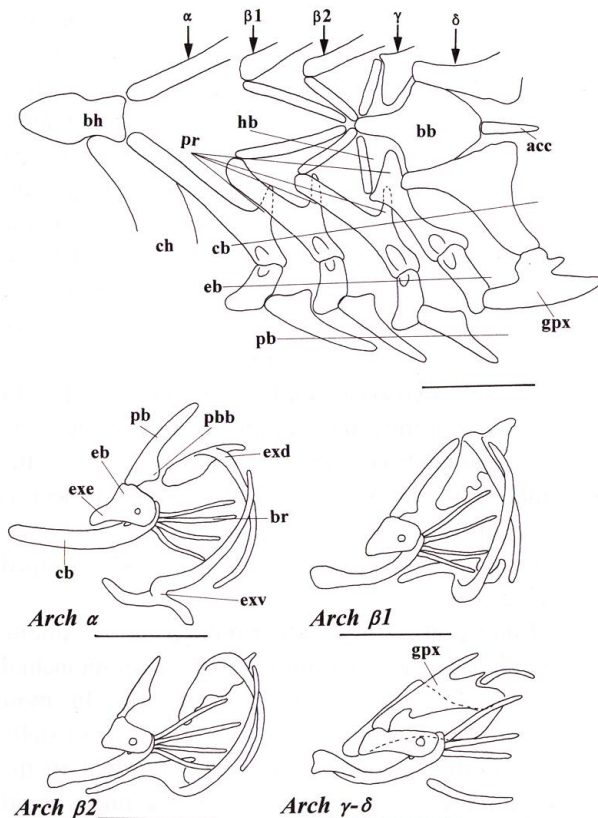 α β1 β2 γ δ
bh hb bb
pr acc
ch cb
eb
pb gpx
pb pbb
eb exd
exe
br
cb
exv
Arch α Arch β1
gpx
Arch β2 Arch γ-δ